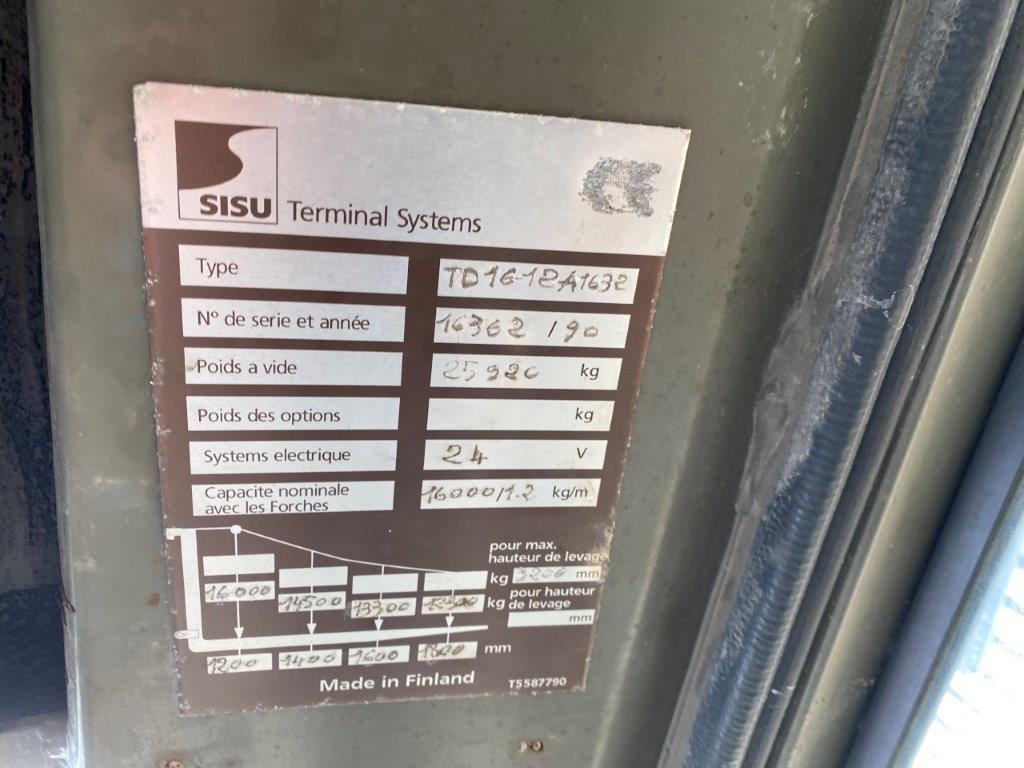 SISU Terminal Systems CE
Type TD16-12A1632
N° de serie et année 16362 / 90
Poids a vide 25920 kg
Poids des options kg
Systems electrique 24 V
Capacite nominale
avec les Forches 16000/1.2 kg/m
pour max.
hauteur de levage
kg 3200 mm
16000 14500 13300 12300 kg
pour hauteur
de levage
mm
1200 1400 1600 1800 mm
Made in Finland T5587790